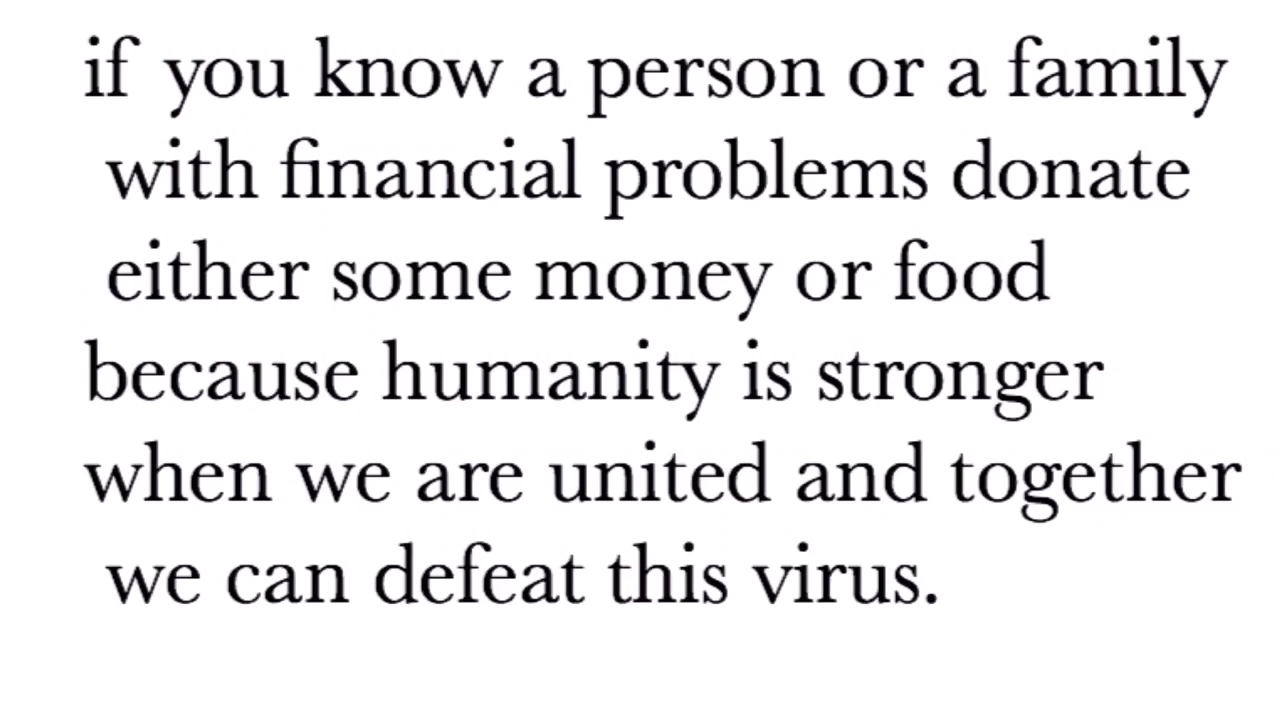 if you know a person or a family
with financial problems donate
either some money or food
because humanity is stronger
when we are united and together
we can defeat this virus.